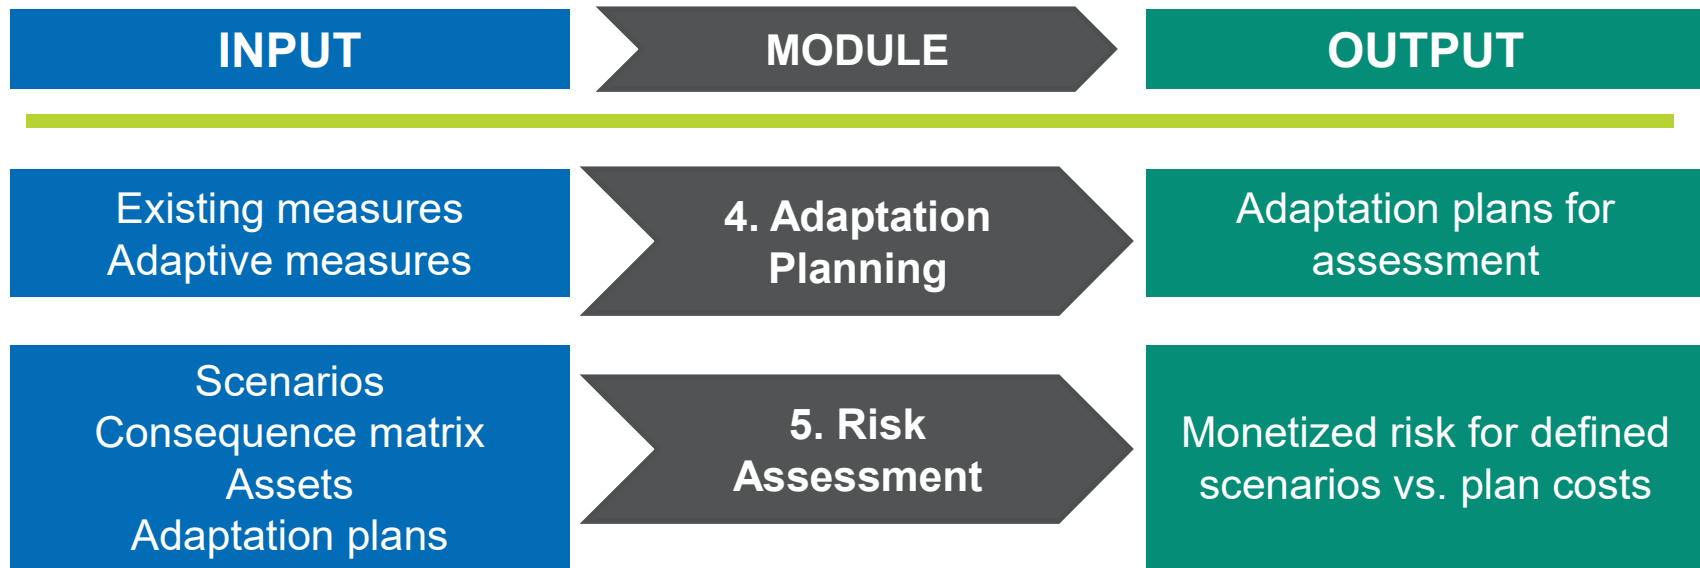 INPUT
MODULE
OUTPUT
Existing measures
Adaptive measures
4. Adaptation
Planning
Adaptation plans for
assessment
Scenarios
Consequence matrix
Assets
Adaptation plans
5. Risk
Assessment
Monetized risk for defined
scenarios vs. plan costs